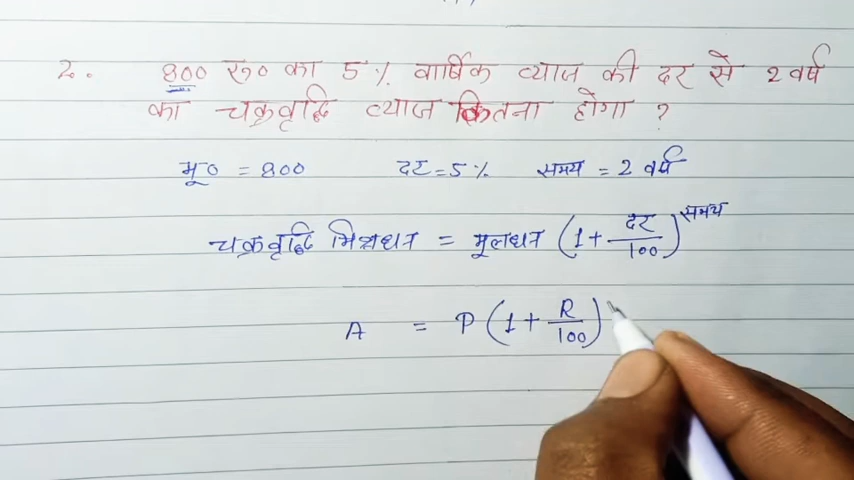 2. 800 रु० का 5% वार्षिक व्याज की दर से 2 वर्ष
का चक्रवृद्धि व्याज कितना होगा ?
मू० = 800 दर = 5% समय = 2 वर्ष
चक्रवृद्धि मिश्रधन = मूलधन (1 + दर/100)^समय
A = P (1 + R/100)